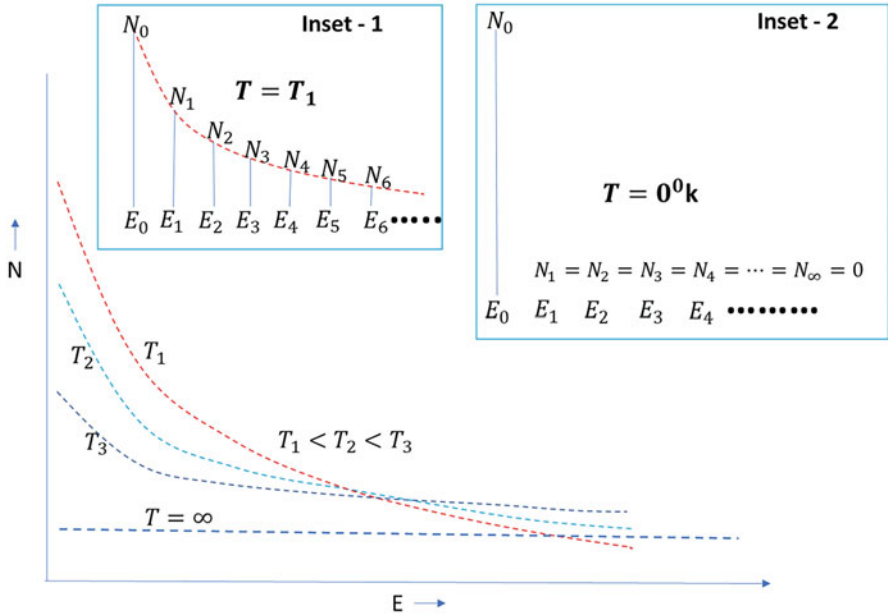 Inset - 1
N₀
N₁
T = T₁
N₂
N₃
N₄
N₅
N₆
E₀ E₁ E₂ E₃ E₄ E₅ E₆ ••••••
Inset - 2
N₀
T = 0⁰k
N₁ = N₂ = N₃ = N₄ = ⋯ = N∞ = 0
E₀ E₁ E₂ E₃ E₄ •••••••••
N
T₁
T₂
T₃
T₁ < T₂ < T₃
T = ∞
E